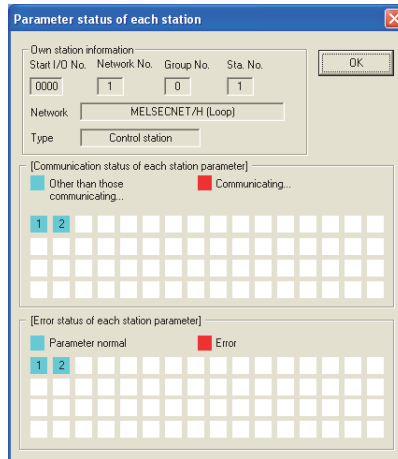 Parameter status of each station
Own station information
Start I/O No. Network No. Group No. Sta. No.
0000 1 0 1
OK
Network MELSECNET/H (Loop)
Type Control station
[Communication status of each station parameter]
Other than those Communicating...
communicating...
1 2
[Error status of each station parameter]
Parameter normal Error
1 2